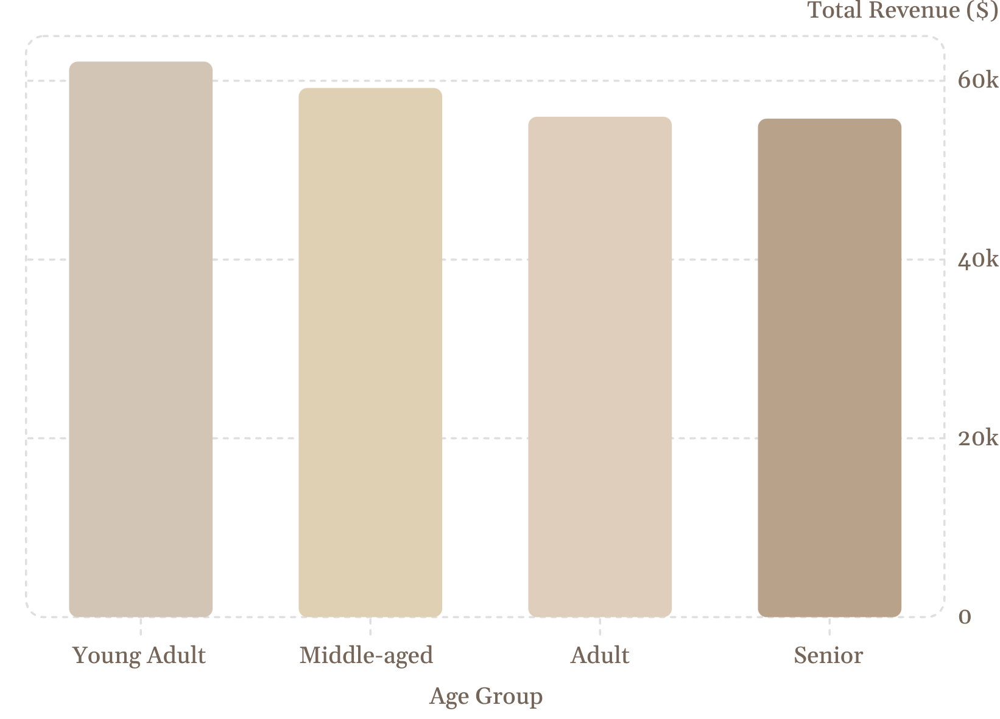 Total Revenue ($)
60k
40k
20k
0
Young Adult
Middle-aged
Adult
Senior
Age Group